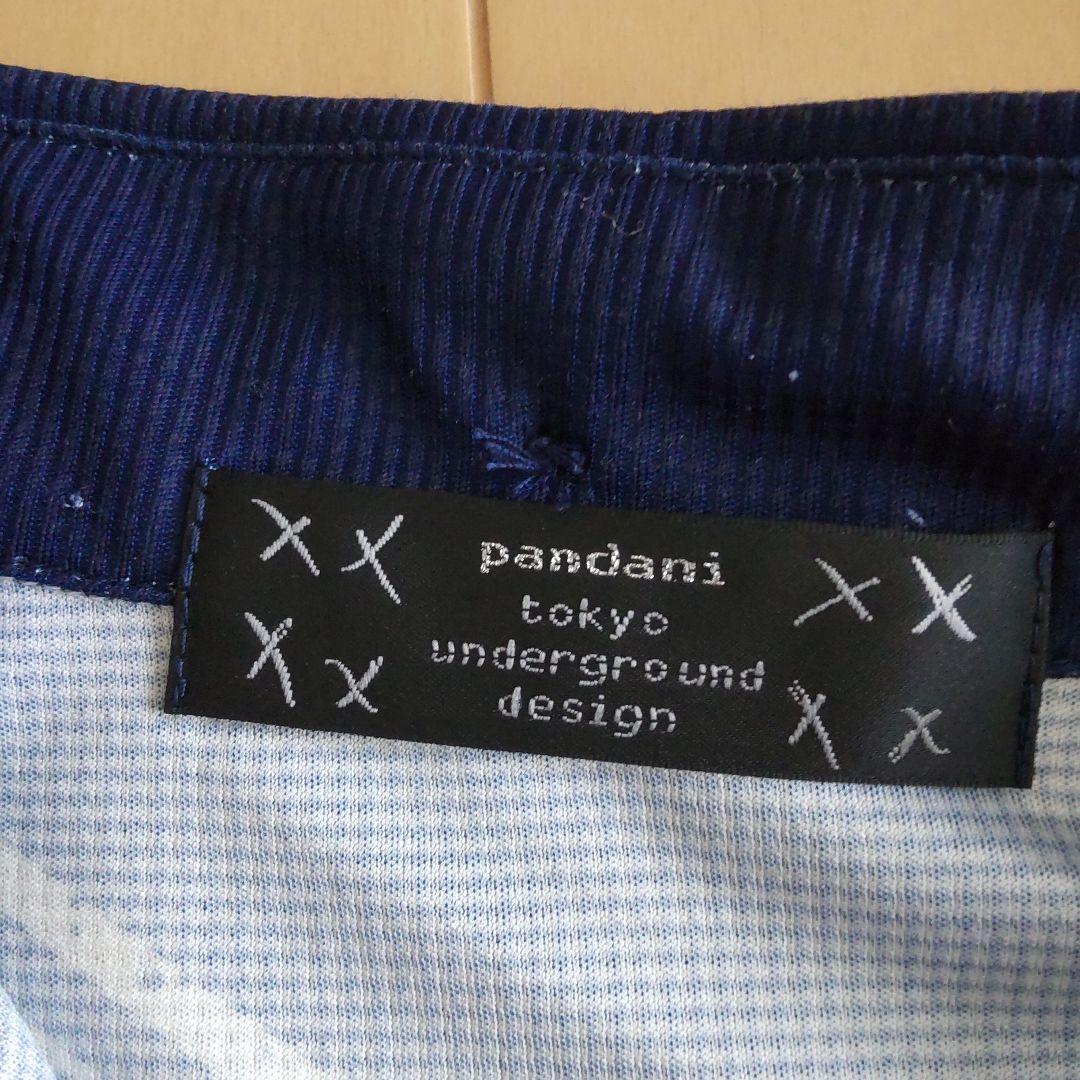 pandani
tokyo
underground
design